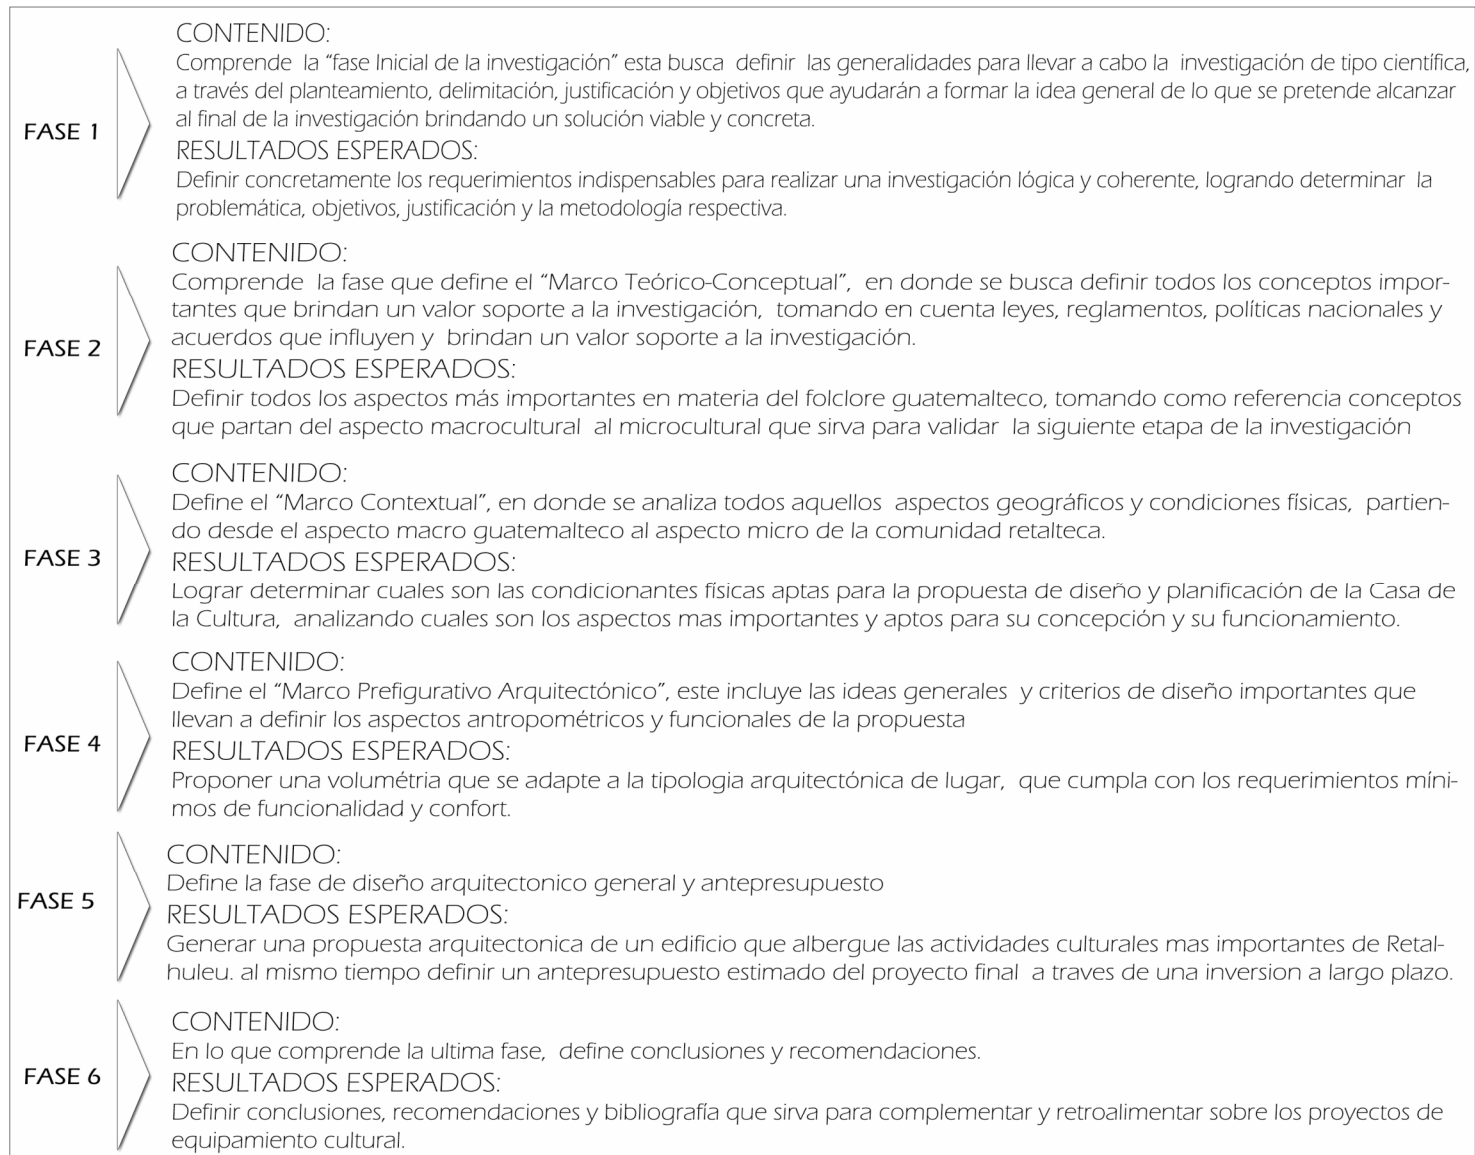 FASE 1
CONTENIDO:
Comprende la “fase Inicial de la investigación” esta busca definir las generalidades para llevar a cabo la investigación de tipo científica,
a través del planteamiento, delimitación, justificación y objetivos que ayudarán a formar la idea general de lo que se pretende alcanzar
al final de la investigación brindando un solución viable y concreta.
RESULTADOS ESPERADOS:
Definir concretamente los requerimientos indispensables para realizar una investigación lógica y coherente, logrando determinar la
problemática, objetivos, justificación y la metodología respectiva.
FASE 2
CONTENIDO:
Comprende la fase que define el “Marco Teórico-Conceptual”, en donde se busca definir todos los conceptos impor-
tantes que brindan un valor soporte a la investigación, tomando en cuenta leyes, reglamentos, políticas nacionales y
acuerdos que influyen y brindan un valor soporte a la investigación.
RESULTADOS ESPERADOS:
Definir todos los aspectos más importantes en materia del folclore guatemalteco, tomando como referencia conceptos
que partan del aspecto macrocultural al microcultural que sirva para validar la siguiente etapa de la investigación
FASE 3
CONTENIDO:
Define el “Marco Contextual”, en donde se analiza todos aquellos aspectos geográficos y condiciones físicas, partien-
do desde el aspecto macro guatemalteco al aspecto micro de la comunidad retalteca.
RESULTADOS ESPERADOS:
Lograr determinar cuales son las condicionantes físicas aptas para la propuesta de diseño y planificación de la Casa de
la Cultura, analizando cuales son los aspectos mas importantes y aptos para su concepción y su funcionamiento.
FASE 4
CONTENIDO:
Define el “Marco Prefigurativo Arquitectónico”, este incluye las ideas generales y criterios de diseño importantes que
llevan a definir los aspectos antropométricos y funcionales de la propuesta
RESULTADOS ESPERADOS:
Proponer una volumétria que se adapte a la tipologia arquitectónica de lugar, que cumpla con los requerimientos míni-
mos de funcionalidad y confort.
FASE 5
CONTENIDO:
Define la fase de diseño arquitectonico general y antepresupuesto
RESULTADOS ESPERADOS:
Generar una propuesta arquitectonica de un edificio que albergue las actividades culturales mas importantes de Retal-
huleu. al mismo tiempo definir un antepresupuesto estimado del proyecto final a traves de una inversion a largo plazo.
FASE 6
CONTENIDO:
En lo que comprende la ultima fase, define conclusiones y recomendaciones.
RESULTADOS ESPERADOS:
Definir conclusiones, recomendaciones y bibliografía que sirva para complementar y retroalimentar sobre los proyectos de
equipamiento cultural.